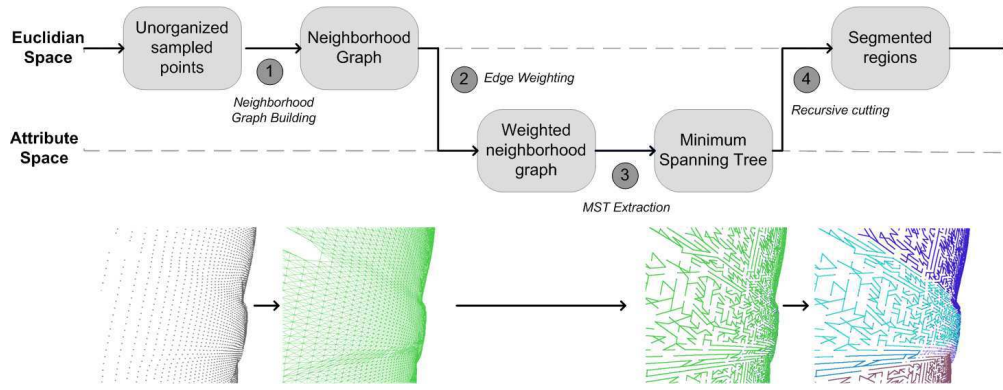 Euclidian
Space
Unorganized
sampled
points
1
Neighborhood
Graph Building
Neighborhood
Graph
2
Edge Weighting
4
Recursive cutting
Segmented
regions
Attribute
Space
Weighted
neighborhood
graph
3
MST Extraction
Minimum
Spanning Tree